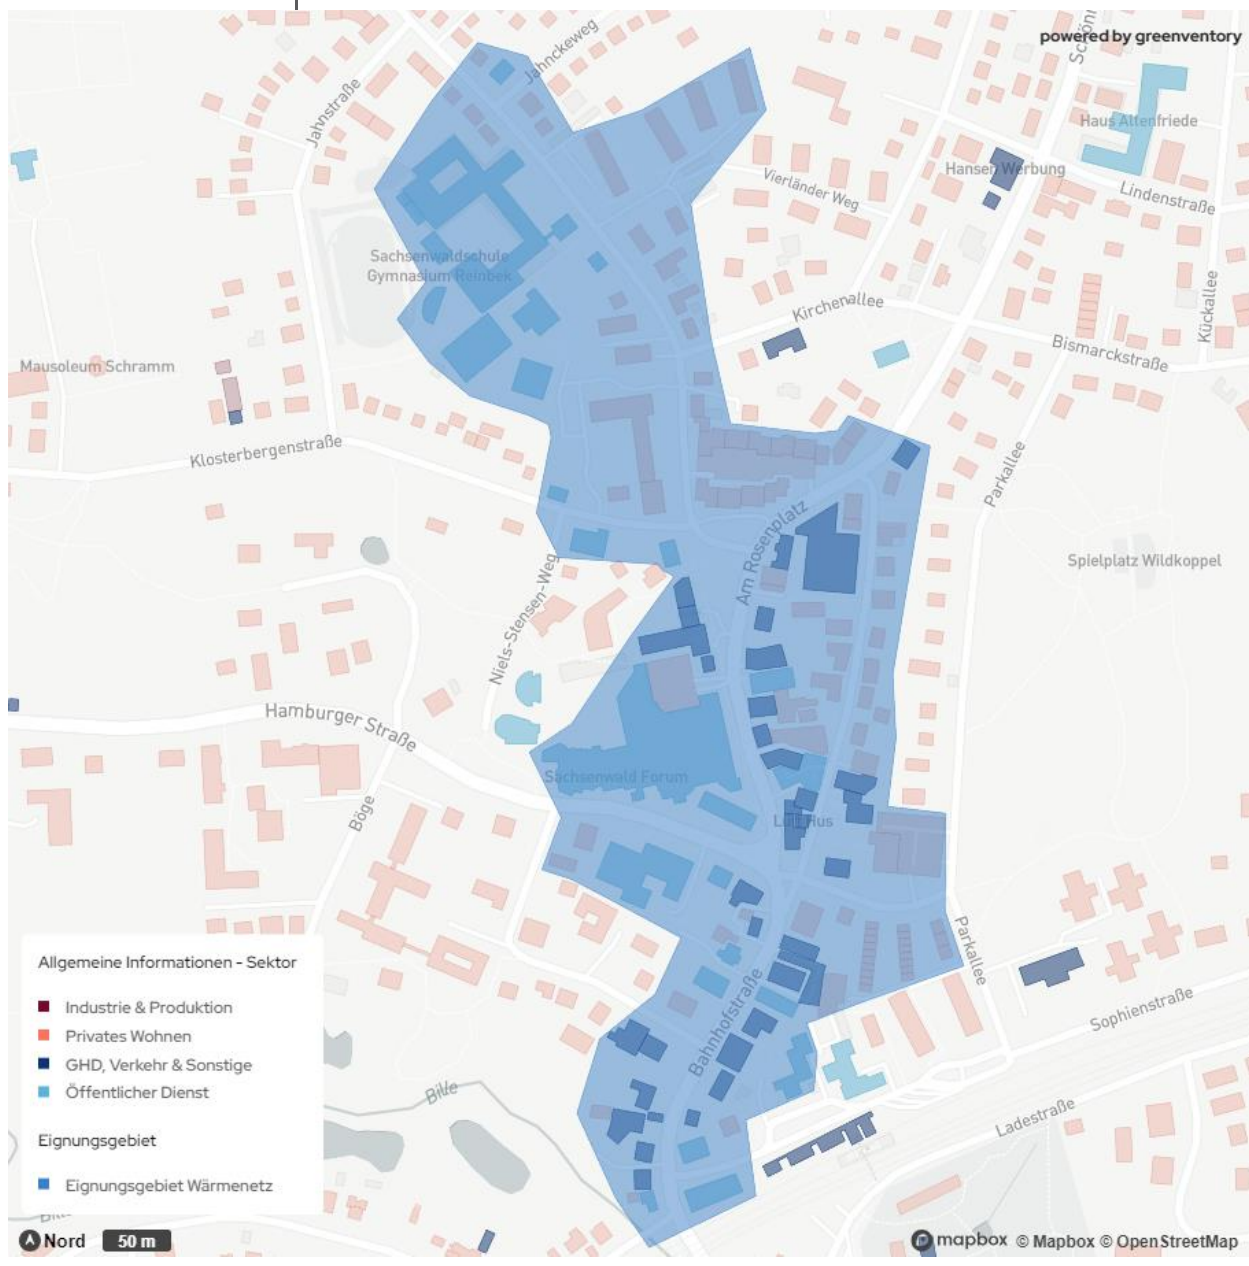 powered by greenventory
Jahnckeweg
Schönn
Jahnstraße
Haus Altenfriede
Hansen Werbung
Vierländer Weg
Lindenstraße
Sachsenwaldschule
Gymnasium Reinbek
Kirchenallee
Kückallee
Bismarckstraße
Mausoleum Schramm
Klosterbergenstraße
Parkallee
Am Rosenplatz
Spielplatz Wildkoppel
Niels-Stensen-Weg
Hamburger Straße
Sachsenwald Forum
Böge
Parkallee
Sophienstraße
Bahnhofstraße
Bille
Ladestraße
Allgemeine Informationen - Sektor
Industrie & Produktion
Privates Wohnen
GHD, Verkehr & Sonstige
Öffentlicher Dienst
Eignungsgebiet
Eignungsgebiet Wärmenetz
Nord 50 m
mapbox © Mapbox © OpenStreetMap